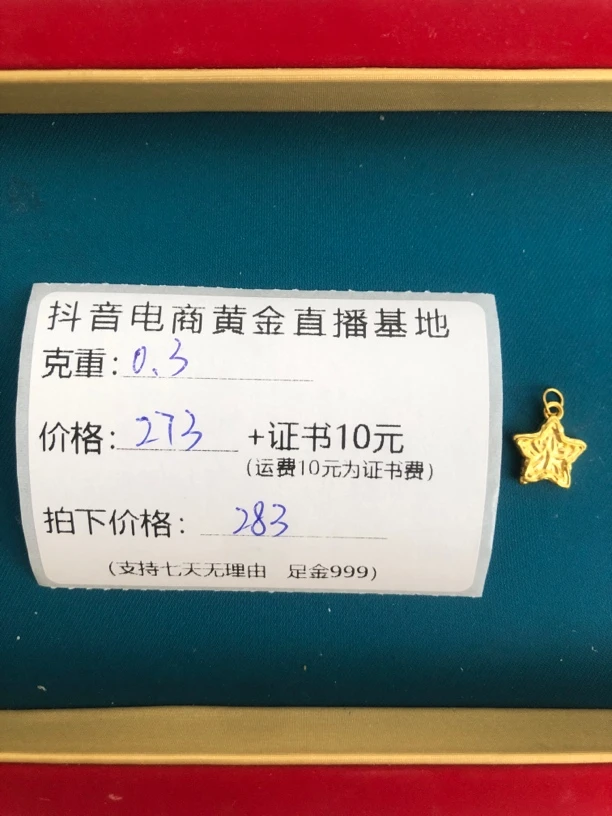 抖音电商黄金直播基地
克重:0.3
价格:273 +证书10元
(运费10元为证书费)
拍下价格: 283
(支持七天无理由 足金999)